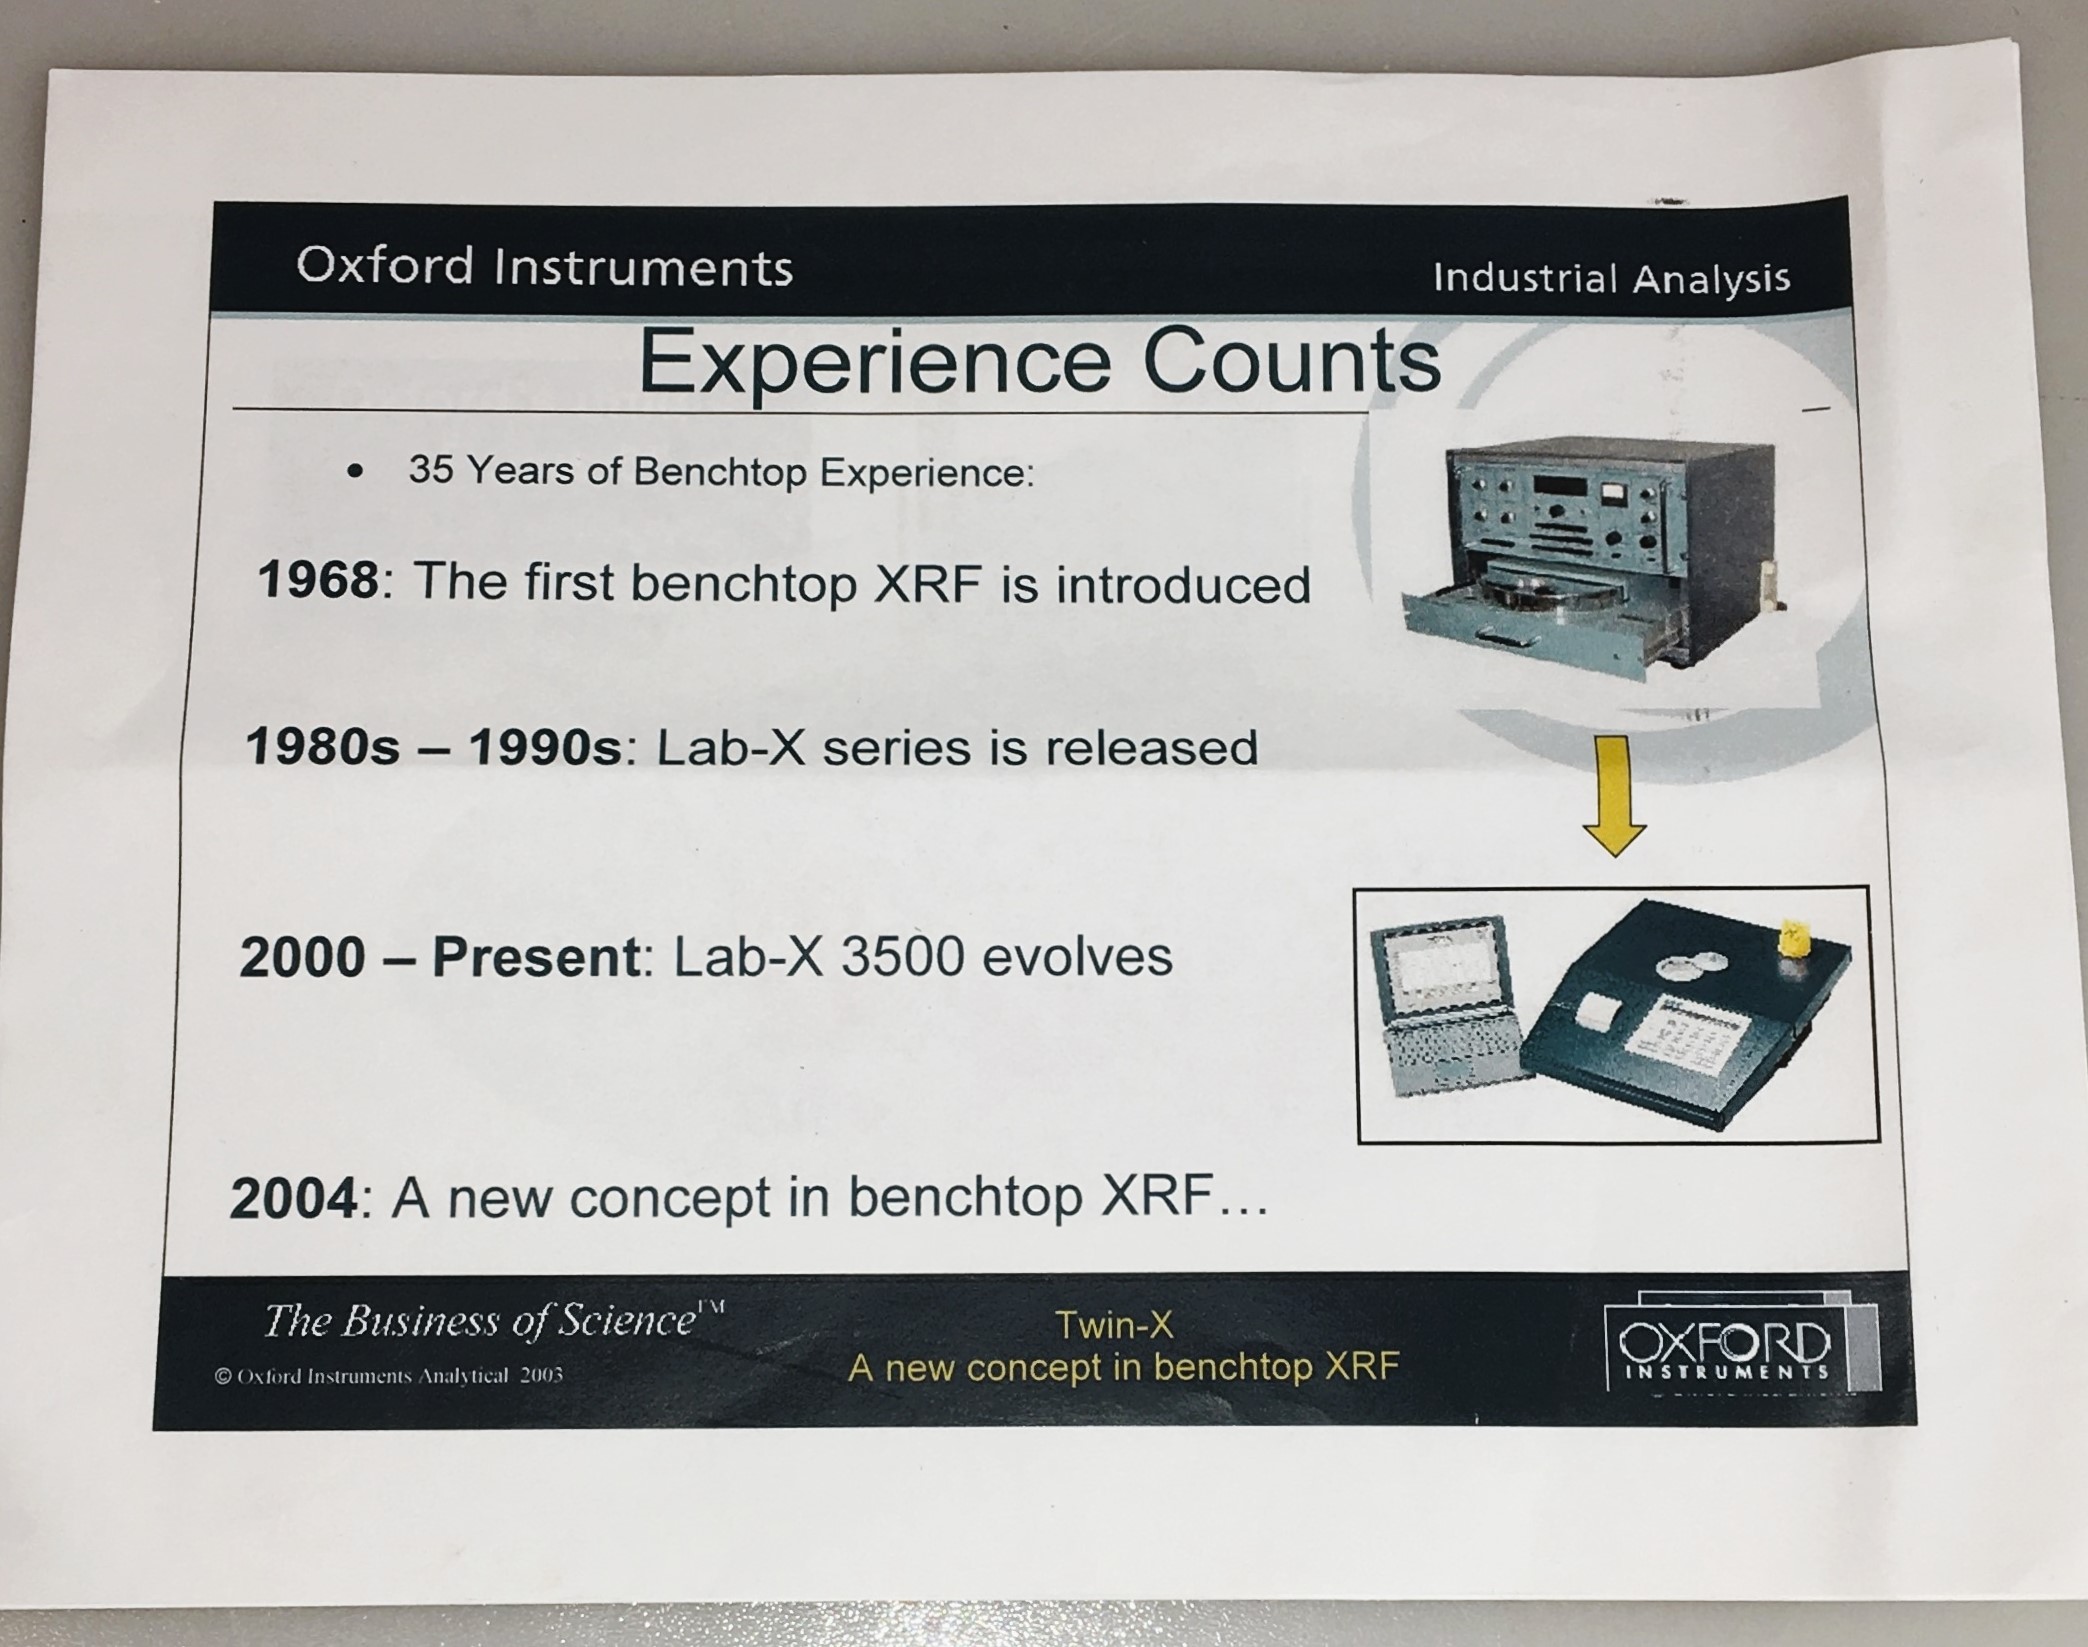 Oxford Instruments
Industrial Analysis
Experience Counts
• 35 Years of Benchtop Experience:
1968: The first benchtop XRF is introduced
1980s – 1990s: Lab-X series is released
2000 – Present: Lab-X 3500 evolves
2004: A new concept in benchtop XRF...
The Business of Science™
© Oxford Instruments Analytical 2003
Twin-X
A new concept in benchtop XRF
OXFORD
INSTRUMENTS